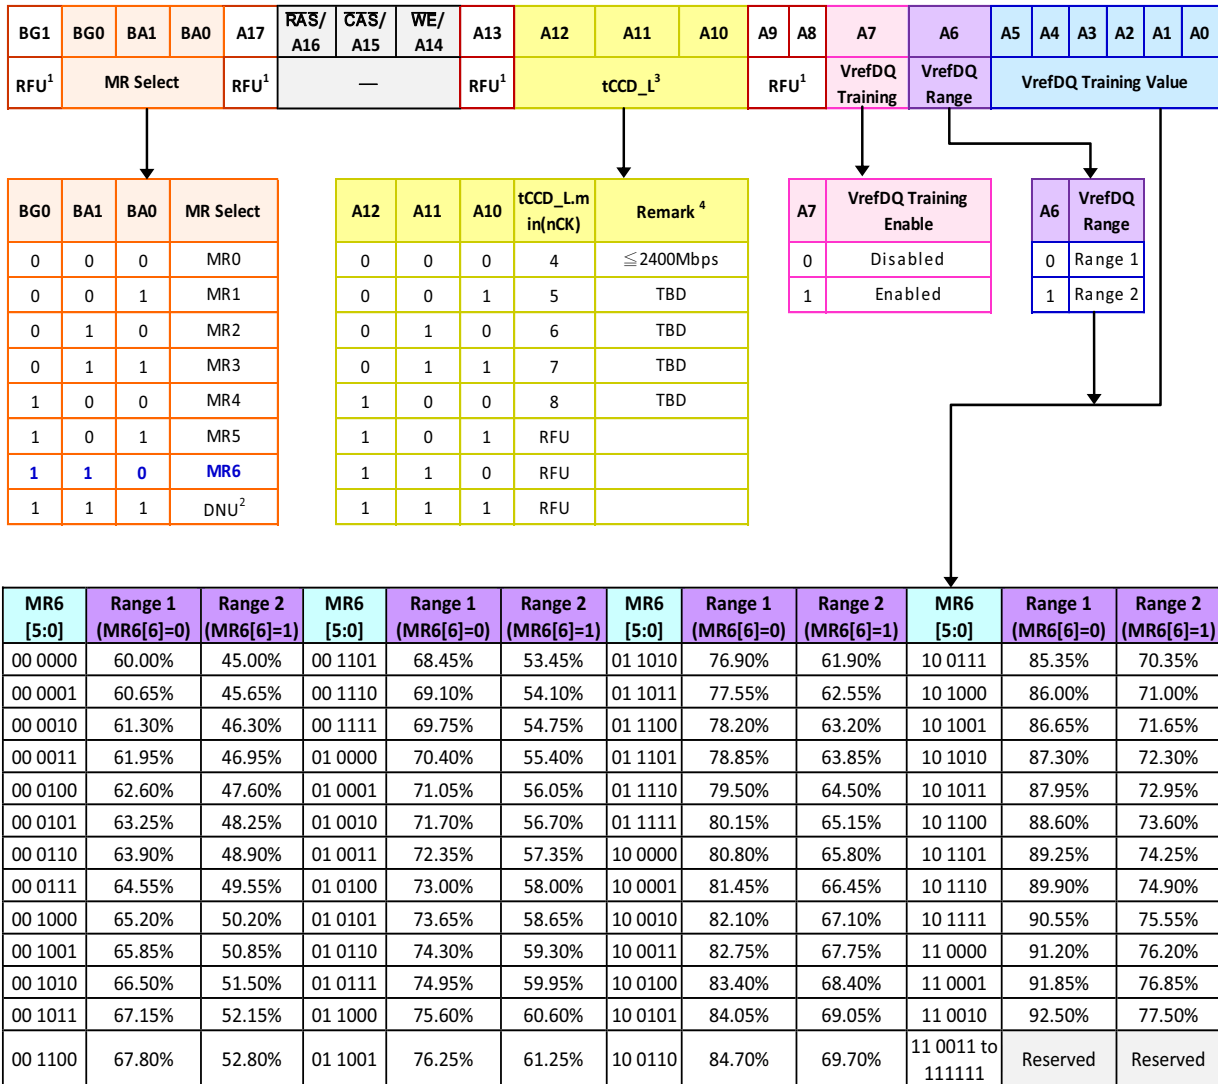 BG1 BG0 BA1 BA0 A17 RAS/ A16 CAS/ A15 WE/ A14 A13 A12 A11 A10 A9 A8 A7 A6 A5 A4 A3 A2 A1 A0
RFU1 MR Select RFU1 — RFU1 tCCD_L3 RFU1 VrefDQ Training VrefDQ Range VrefDQ Training Value
BG0 BA1 BA0 MR Select
0 0 0 MR0
0 0 1 MR1
0 1 0 MR2
0 1 1 MR3
1 0 0 MR4
1 0 1 MR5
1 1 0 MR6
1 1 1 DNU2
A12 A11 A10 tCCD_L.m in(nCK) Remark 4
0 0 0 4 ≦2400Mbps
0 0 1 5 TBD
0 1 0 6 TBD
0 1 1 7 TBD
1 0 0 8 TBD
1 0 1 RFU
1 1 0 RFU
1 1 1 RFU
A7 VrefDQ Training Enable
0 Disabled
1 Enabled
A6 VrefDQ Range
0 Range 1
1 Range 2
MR6 [5:0] Range 1 (MR6[6]=0) Range 2 (MR6[6]=1) MR6 [5:0] Range 1 (MR6[6]=0) Range 2 (MR6[6]=1) MR6 [5:0] Range 1 (MR6[6]=0) Range 2 (MR6[6]=1) MR6 [5:0] Range 1 (MR6[6]=0) Range 2 (MR6[6]=1)
00 0000 60.00% 45.00% 00 1101 68.45% 53.45% 01 1010 76.90% 61.90% 10 0111 85.35% 70.35%
00 0001 60.65% 45.65% 00 1110 69.10% 54.10% 01 1011 77.55% 62.55% 10 1000 86.00% 71.00%
00 0010 61.30% 46.30% 00 1111 69.75% 54.75% 01 1100 78.20% 63.20% 10 1001 86.65% 71.65%
00 0011 61.95% 46.95% 01 0000 70.40% 55.40% 01 1101 78.85% 63.85% 10 1010 87.30% 72.30%
00 0100 62.60% 47.60% 01 0001 71.05% 56.05% 01 1110 79.50% 64.50% 10 1011 87.95% 72.95%
00 0101 63.25% 48.25% 01 0010 71.70% 56.70% 01 1111 80.15% 65.15% 10 1100 88.60% 73.60%
00 0110 63.90% 48.90% 01 0011 72.35% 57.35% 10 0000 80.80% 65.80% 10 1101 89.25% 74.25%
00 0111 64.55% 49.55% 01 0100 73.00% 58.00% 10 0001 81.45% 66.45% 10 1110 89.90% 74.90%
00 1000 65.20% 50.20% 01 0101 73.65% 58.65% 10 0010 82.10% 67.10% 10 1111 90.55% 75.55%
00 1001 65.85% 50.85% 01 0110 74.30% 59.30% 10 0011 82.75% 67.75% 11 0000 91.20% 76.20%
00 1010 66.50% 51.50% 01 0111 74.95% 59.95% 10 0100 83.40% 68.40% 11 0001 91.85% 76.85%
00 1011 67.15% 52.15% 01 1000 75.60% 60.60% 10 0101 84.05% 69.05% 11 0010 92.50% 77.50%
00 1100 67.80% 52.80% 01 1001 76.25% 61.25% 10 0110 84.70% 69.70% 11 0011 to 111111 Reserved Reserved